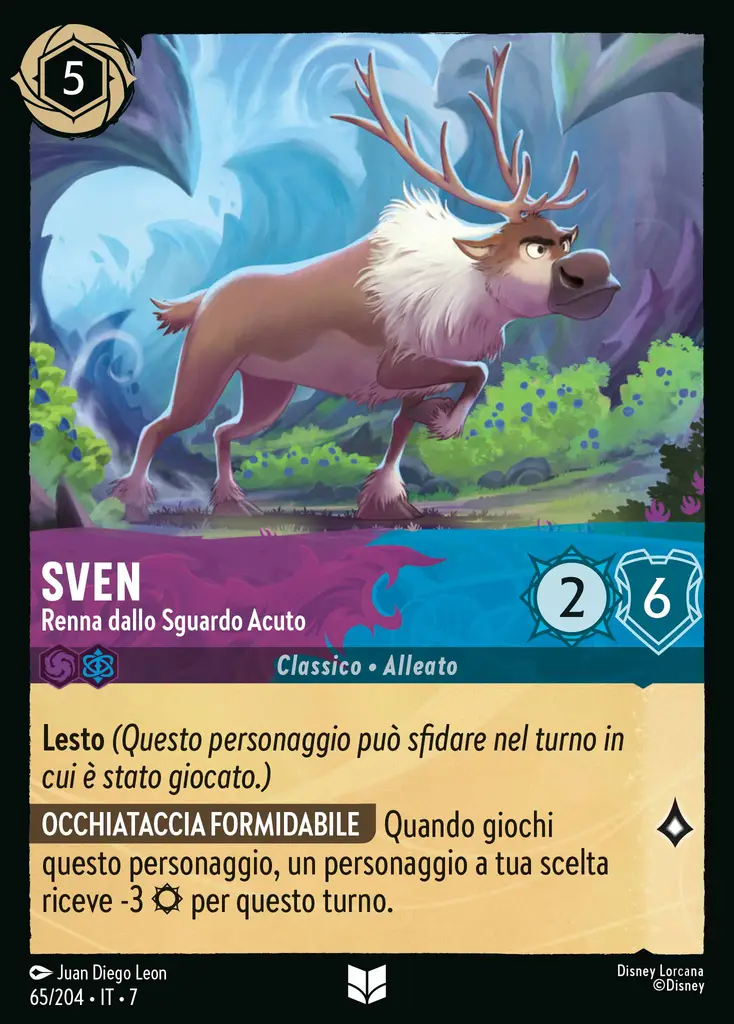 5
SVEN
Renna dallo Sguardo Acuto
2
6
Classico • Alleato
Lesto (Questo personaggio può sfidare nel turno in
cui è stato giocato.)
OCCHIATACCIA FORMIDABILE Quando giochi
questo personaggio, un personaggio a tua scelta
riceve -3 per questo turno.
Juan Diego Leon
65/204 • IT • 7
Disney Lorcana
©Disney